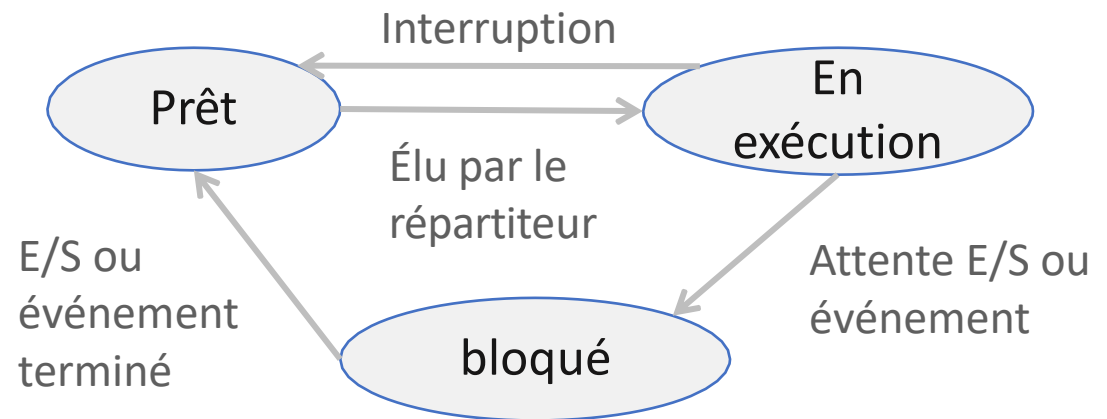 Interruption
Prêt
En
exécution
Élu par le
répartiteur
E/S ou
événement
terminé
Attente E/S ou
événement
bloqué